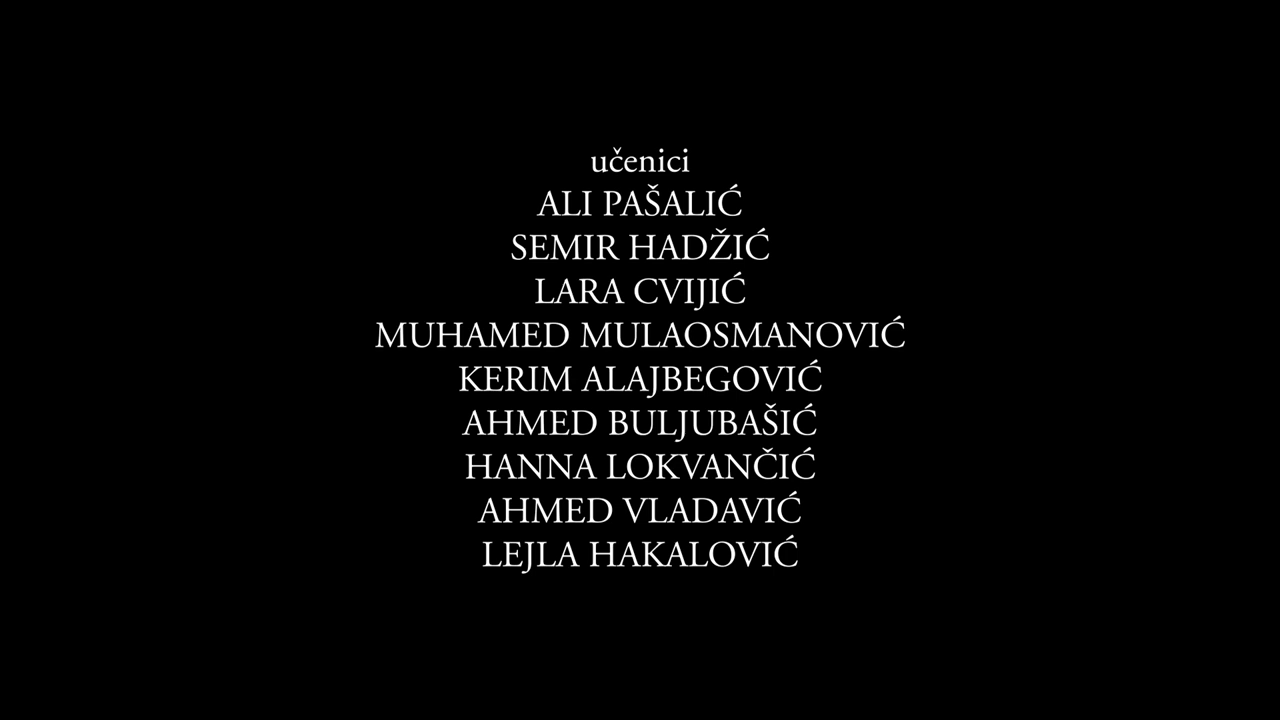 učenici
ALI PAŠALIĆ
SEMIR HADŽIĆ
LARA CVIJIĆ
MUHAMED MULAOSMANOVIĆ
KERIM ALAJBEGOVIĆ
AHMED BULJUBAŠIĆ
HANNA LOKVANČIĆ
AHMED VLADAVIĆ
LEJLA HAKALOVIĆ